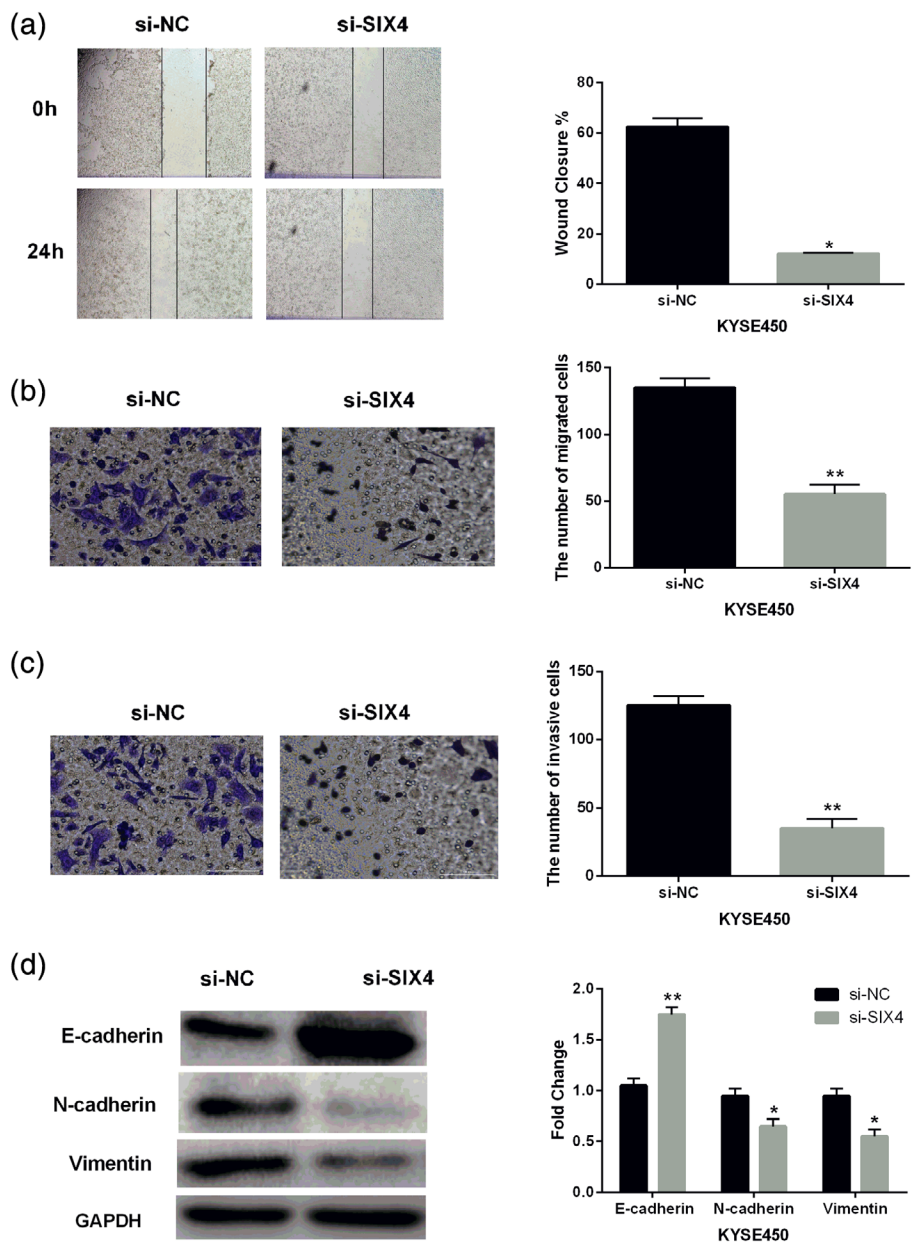 (a)
si-NC
si-SIX4
0h
24h
Wound Closure %
80
60
40
20
0
*
si-NC
si-SIX4
KYSE450
(b)
si-NC
si-SIX4
The number of migrated cells
150
100
50
0
**
si-NC
si-SIX4
KYSE450
(c)
si-NC
si-SIX4
The number of invasive cells
150
100
50
0
**
si-NC
si-SIX4
KYSE450
(d)
si-NC
si-SIX4
E-cadherin
N-cadherin
Vimentin
GAPDH
Fold Change
2.0
1.5
1.0
0.5
0.0
**
*
*
si-NC
si-SIX4
E-cadherin
N-cadherin
Vimentin
KYSE450